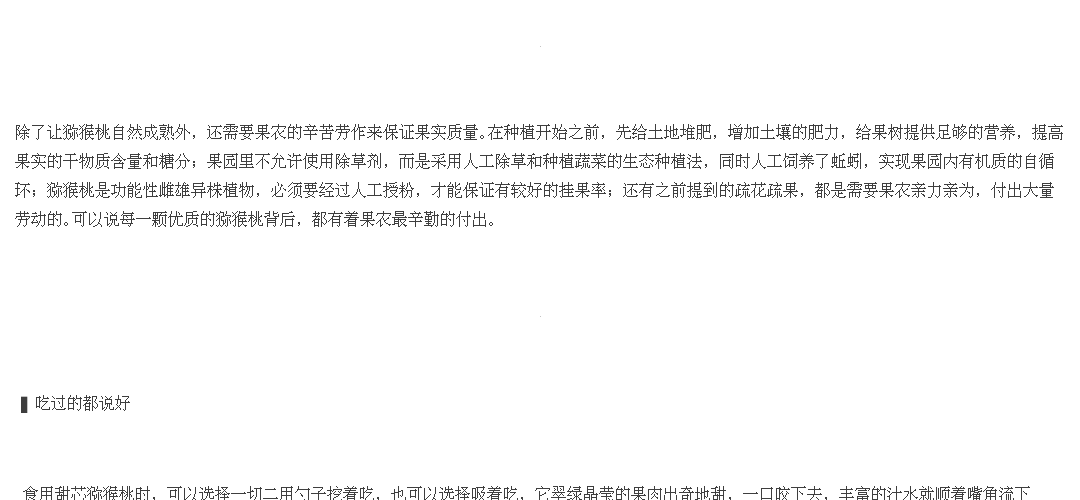 除了让猕猴桃自然成熟外，还需要果农的辛苦劳作来保证果实质量。在种植开始之前，先给土地堆肥，增加土壤的肥力，给果树提供足够的营养，提高
果实的干物质含量和糖分；果园里不允许使用除草剂，而是采用人工除草和种植蔬菜的生态种植法，同时人工饲养了蚯蚓，实现果园内有机质的自循
环；猕猴桃是功能性雌雄异株植物，必须要经过人工授粉，才能保证有较好的挂果率；还有之前提到的疏花疏果，都是需要果农亲力亲为，付出大量
劳动的。可以说每一颗优质的猕猴桃背后，都有着果农最辛勤的付出。
▌吃过的都说好
食用甜芯猕猴桃时，可以选择一切二用勺子挖着吃，也可以选择吸着吃，它翠绿晶莹的果肉出奇地甜，一口咬下去，丰富的汁水就顺着嘴角流下